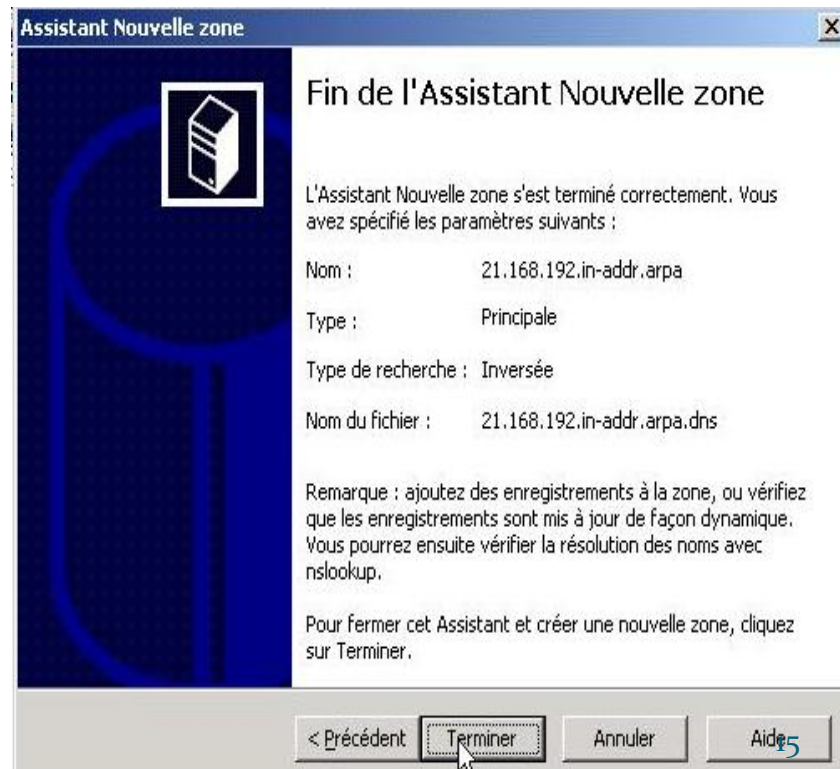 Assistant Nouvelle zone
Fin de l'Assistant Nouvelle zone
L'Assistant Nouvelle zone s'est terminé correctement. Vous
avez spécifié les paramètres suivants :
Nom : 21.168.192.in-addr.arpa
Type : Principale
Type de recherche : Inversée
Nom du fichier : 21.168.192.in-addr.arpa.dns
Remarque : ajoutez des enregistrements à la zone, ou vérifiez
que les enregistrements sont mis à jour de façon dynamique.
Vous pourrez ensuite vérifier la résolution des noms avec
nslookup.
Pour fermer cet Assistant et créer une nouvelle zone, cliquez
sur Terminer.
< Précédent Terminer Annuler Aide
15